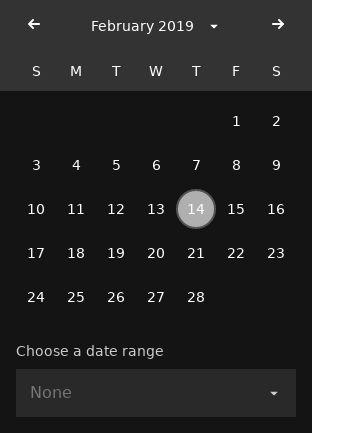 February 2019
S M T W T F S
1 2
3 4 5 6 7 8 9
10 11 12 13 14 15 16
17 18 19 20 21 22 23
24 25 26 27 28
Choose a date range
None